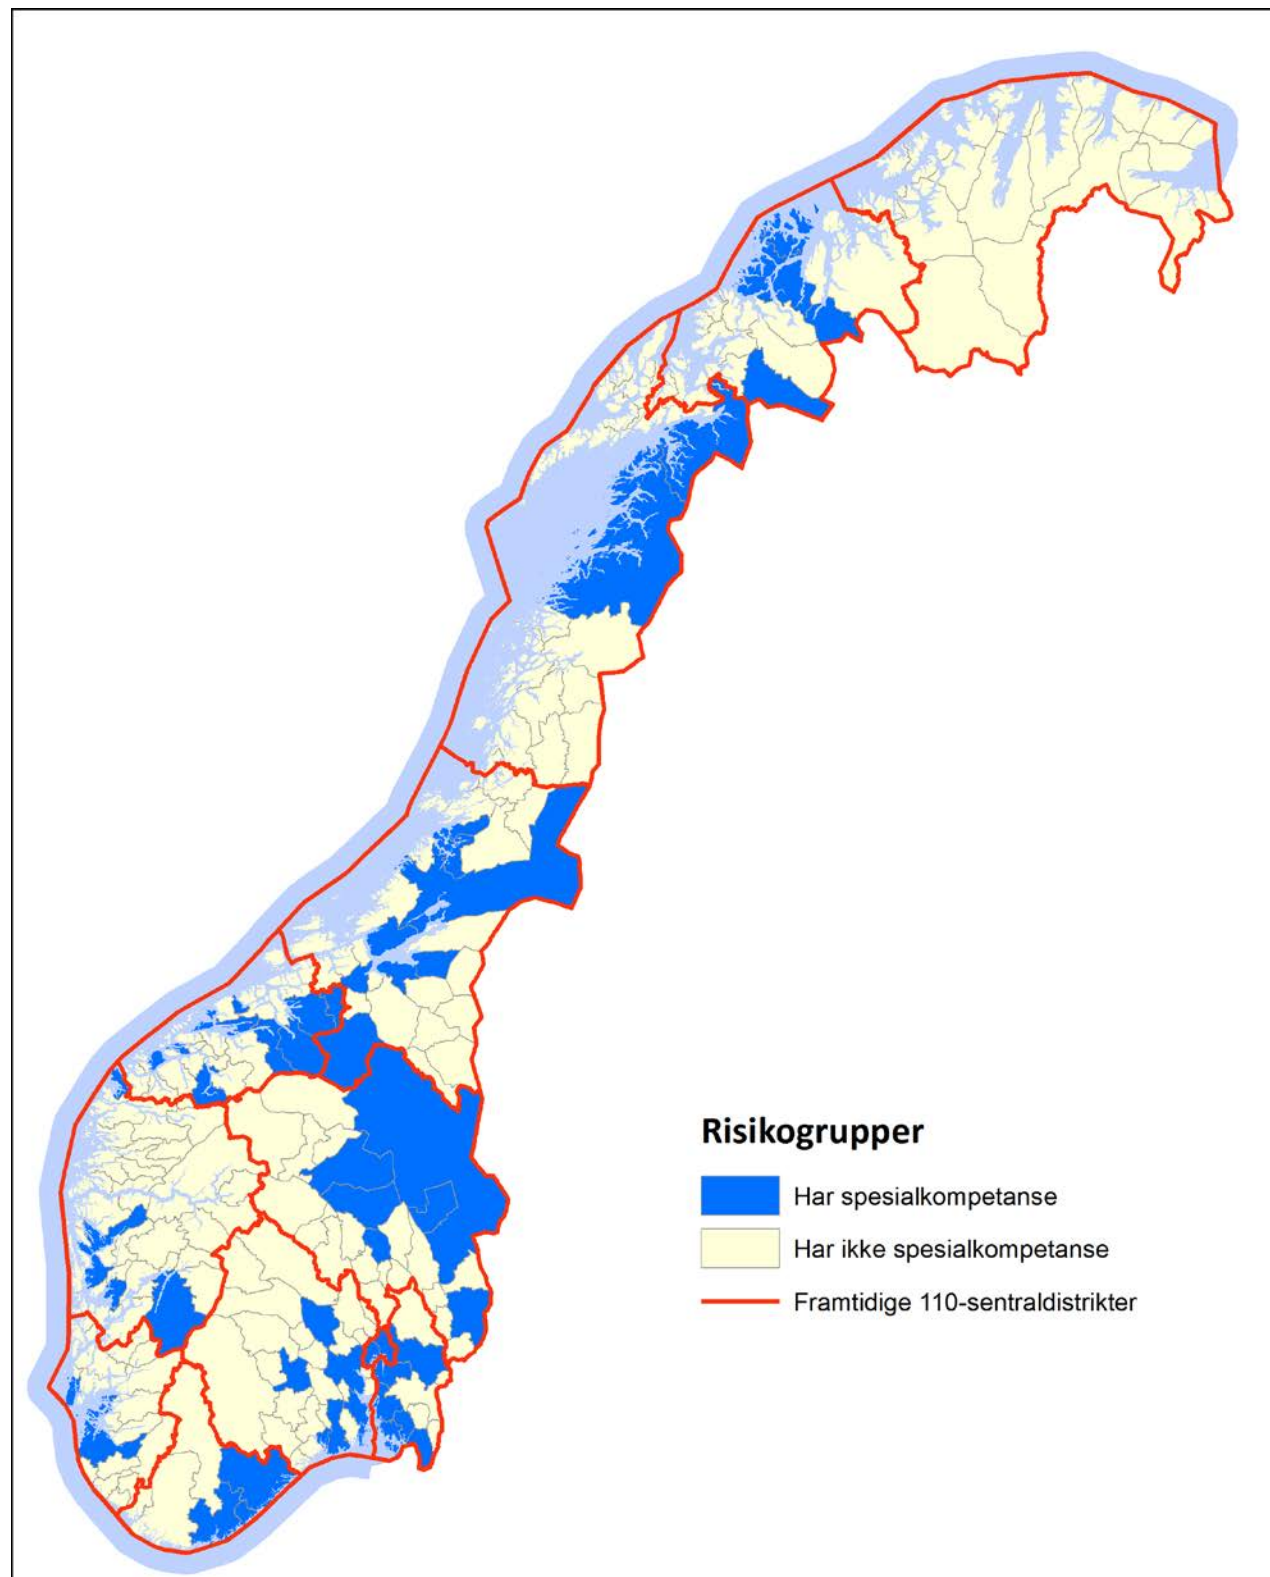 Risikogrupper
Har spesialkompetanse
Har ikke spesialkompetanse
Framtidige 110-sentraldistrikter